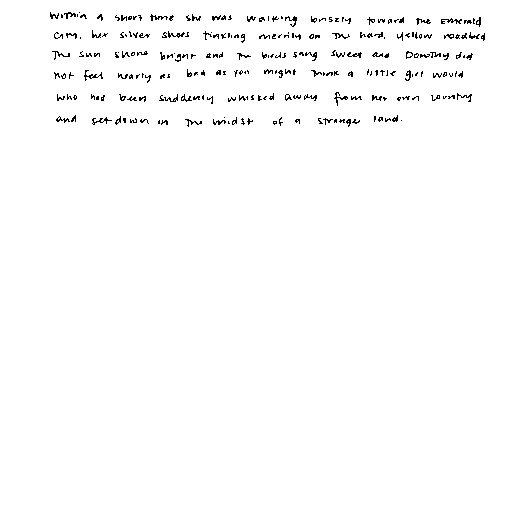 Within a short time she was walking briskly toward the Emerald
City, her silver shoes tinkling merrily on the hard, yellow roadbed
The sun shone bright and the birds sang sweet and Dorothy did
not feel nearly as bad as you might think a little girl would
who had been suddenly whisked away from her own country
and set down in the midst of a strange land.